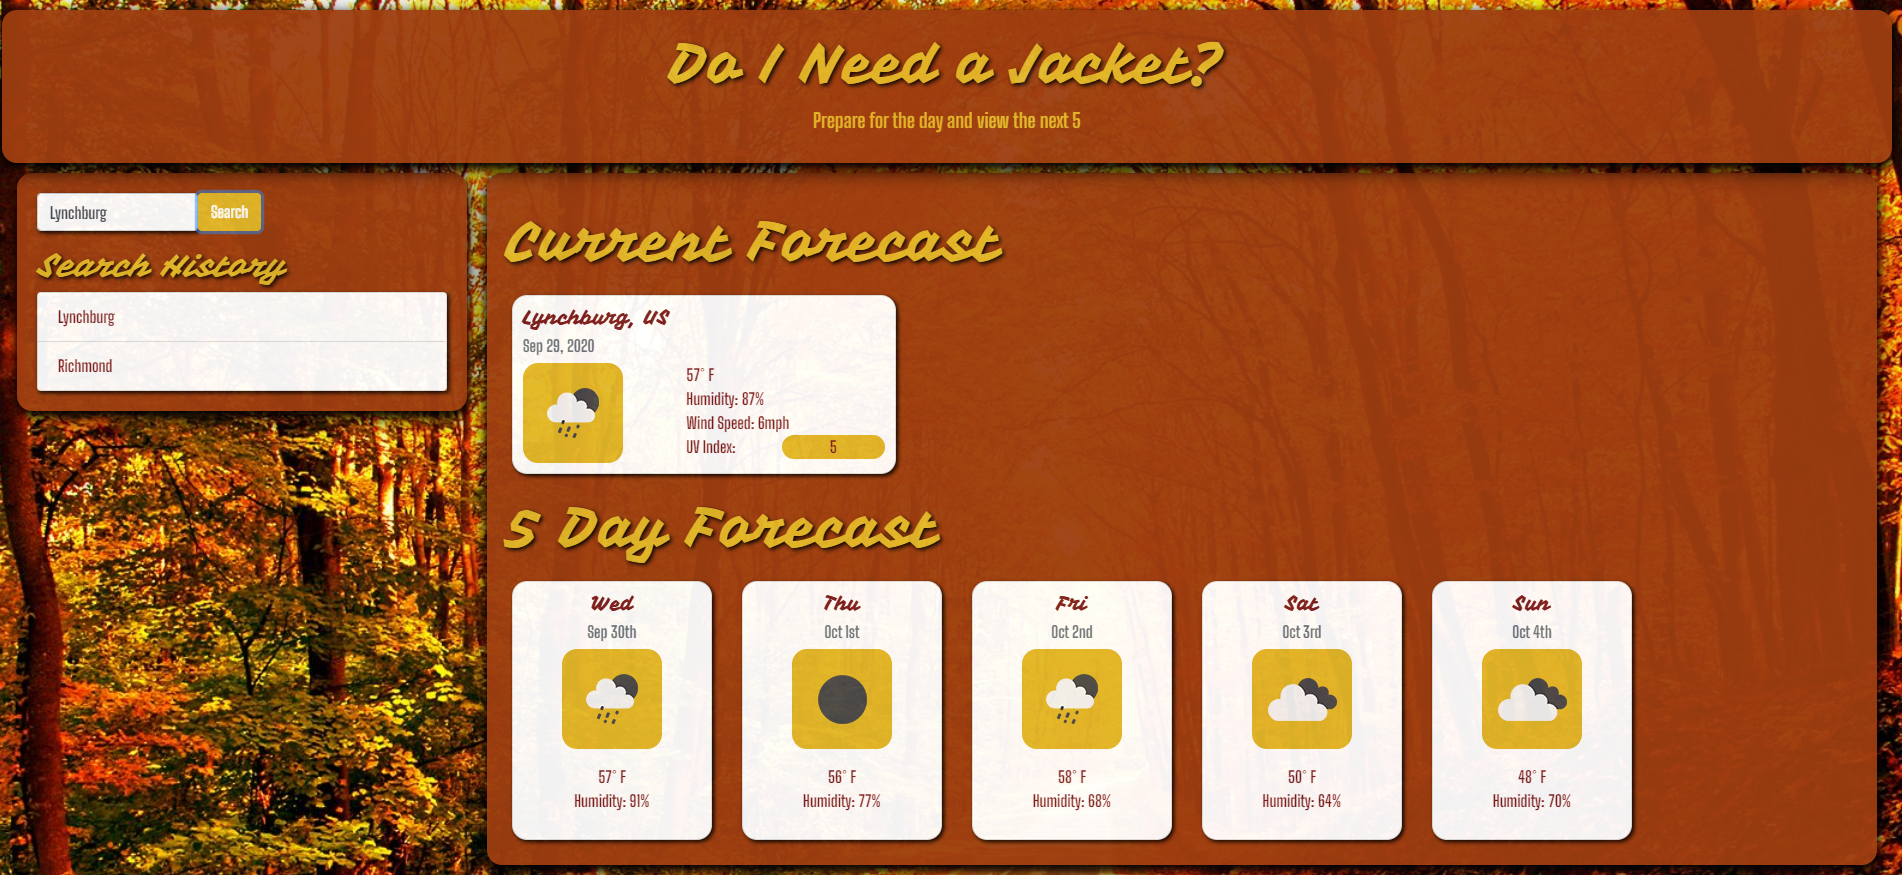 Do I Need a Jacket?
Prepare for the day and view the next 5
Lynchburg
Search
Search History
Lynchburg
Richmond
Current Forecast
Lynchburg, US
Sep 29, 2020
57° F
Humidity: 87%
Wind Speed: 6mph
UV Index: 5
5 Day Forecast
Wed
Sep 30th
57° F
Humidity: 91%
Thu
Oct 1st
56° F
Humidity: 77%
Fri
Oct 2nd
58° F
Humidity: 68%
Sat
Oct 3rd
50° F
Humidity: 64%
Sun
Oct 4th
48° F
Humidity: 70%